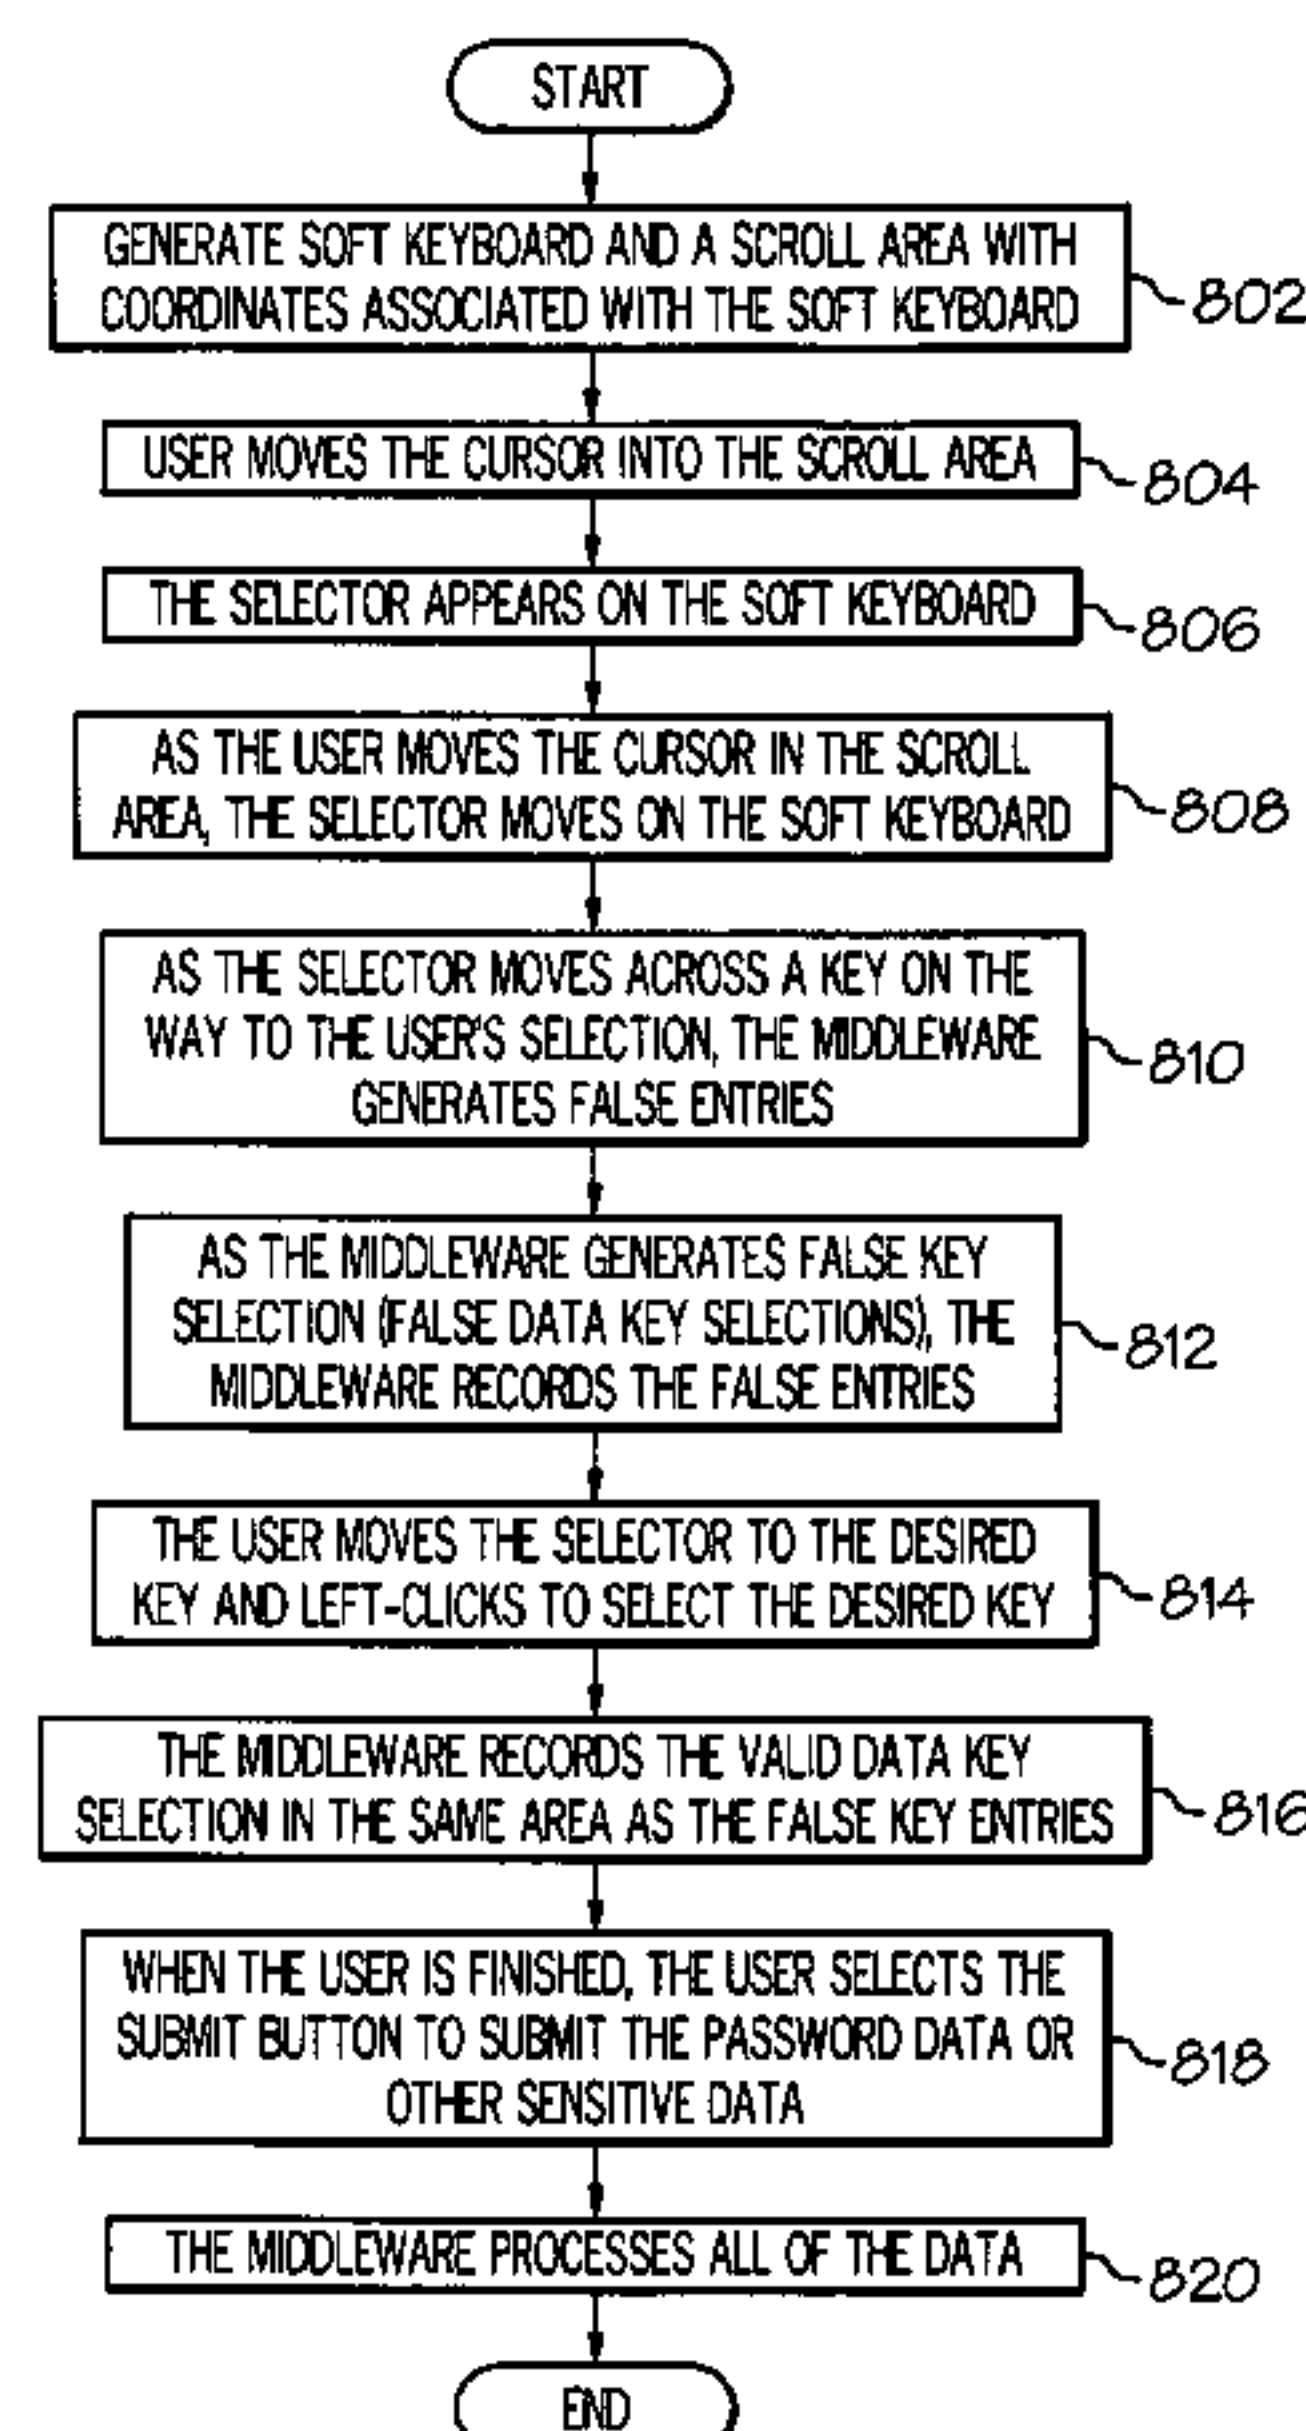 START
GENERATE SOFT KEYBOARD AND A SCROLL AREA WITH
COORDINATES ASSOCIATED WITH THE SOFT KEYBOARD
802
USER MOVES THE CURSOR INTO THE SCROLL AREA
804
THE SELECTOR APPEARS ON THE SOFT KEYBOARD
806
AS THE USER MOVES THE CURSOR IN THE SCROLL
AREA, THE SELECTOR MOVES ON THE SOFT KEYBOARD
808
AS THE SELECTOR MOVES ACROSS A KEY ON THE
WAY TO THE USER'S SELECTION, THE MIDDLEWARE
GENERATES FALSE ENTRIES
810
AS THE MIDDLEWARE GENERATES FALSE KEY
SELECTION (FALSE DATA KEY SELECTIONS), THE
MIDDLEWARE RECORDS THE FALSE ENTRIES
812
THE USER MOVES THE SELECTOR TO THE DESIRED
KEY AND LEFT-CLICKS TO SELECT THE DESIRED KEY
814
THE MIDDLEWARE RECORDS THE VALID DATA KEY
SELECTION IN THE SAME AREA AS THE FALSE KEY ENTRIES
816
WHEN THE USER IS FINISHED, THE USER SELECTS THE
SUBMIT BUTTON TO SUBMIT THE PASSWORD DATA OR
OTHER SENSITIVE DATA
818
THE MIDDLEWARE PROCESSES ALL OF THE DATA
820
END